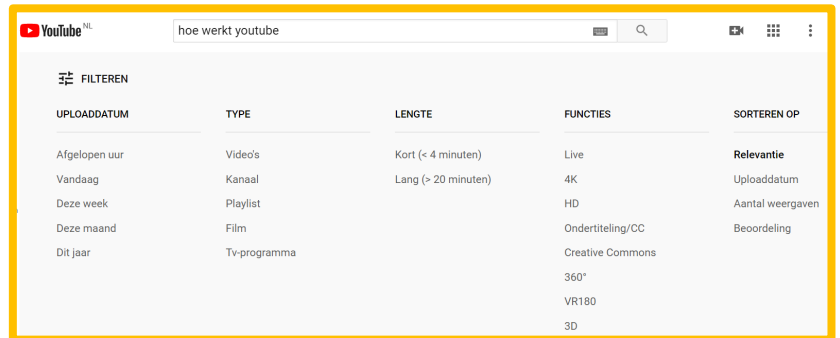 YouTube NL
hoe werkt youtube
FILTEREN
UPLOADDATUM
Afgelopen uur
Vandaag
Deze week
Deze maand
Dit jaar
TYPE
Video's
Kanaal
Playlist
Film
Tv-programma
LENGTE
Kort (< 4 minuten)
Lang (> 20 minuten)
FUNCTIES
Live
4K
HD
Ondertiteling/CC
Creative Commons
360°
VR180
3D
SORTEREN OP
Relevantie
Uploaddatum
Aantal weergaven
Beoordeling